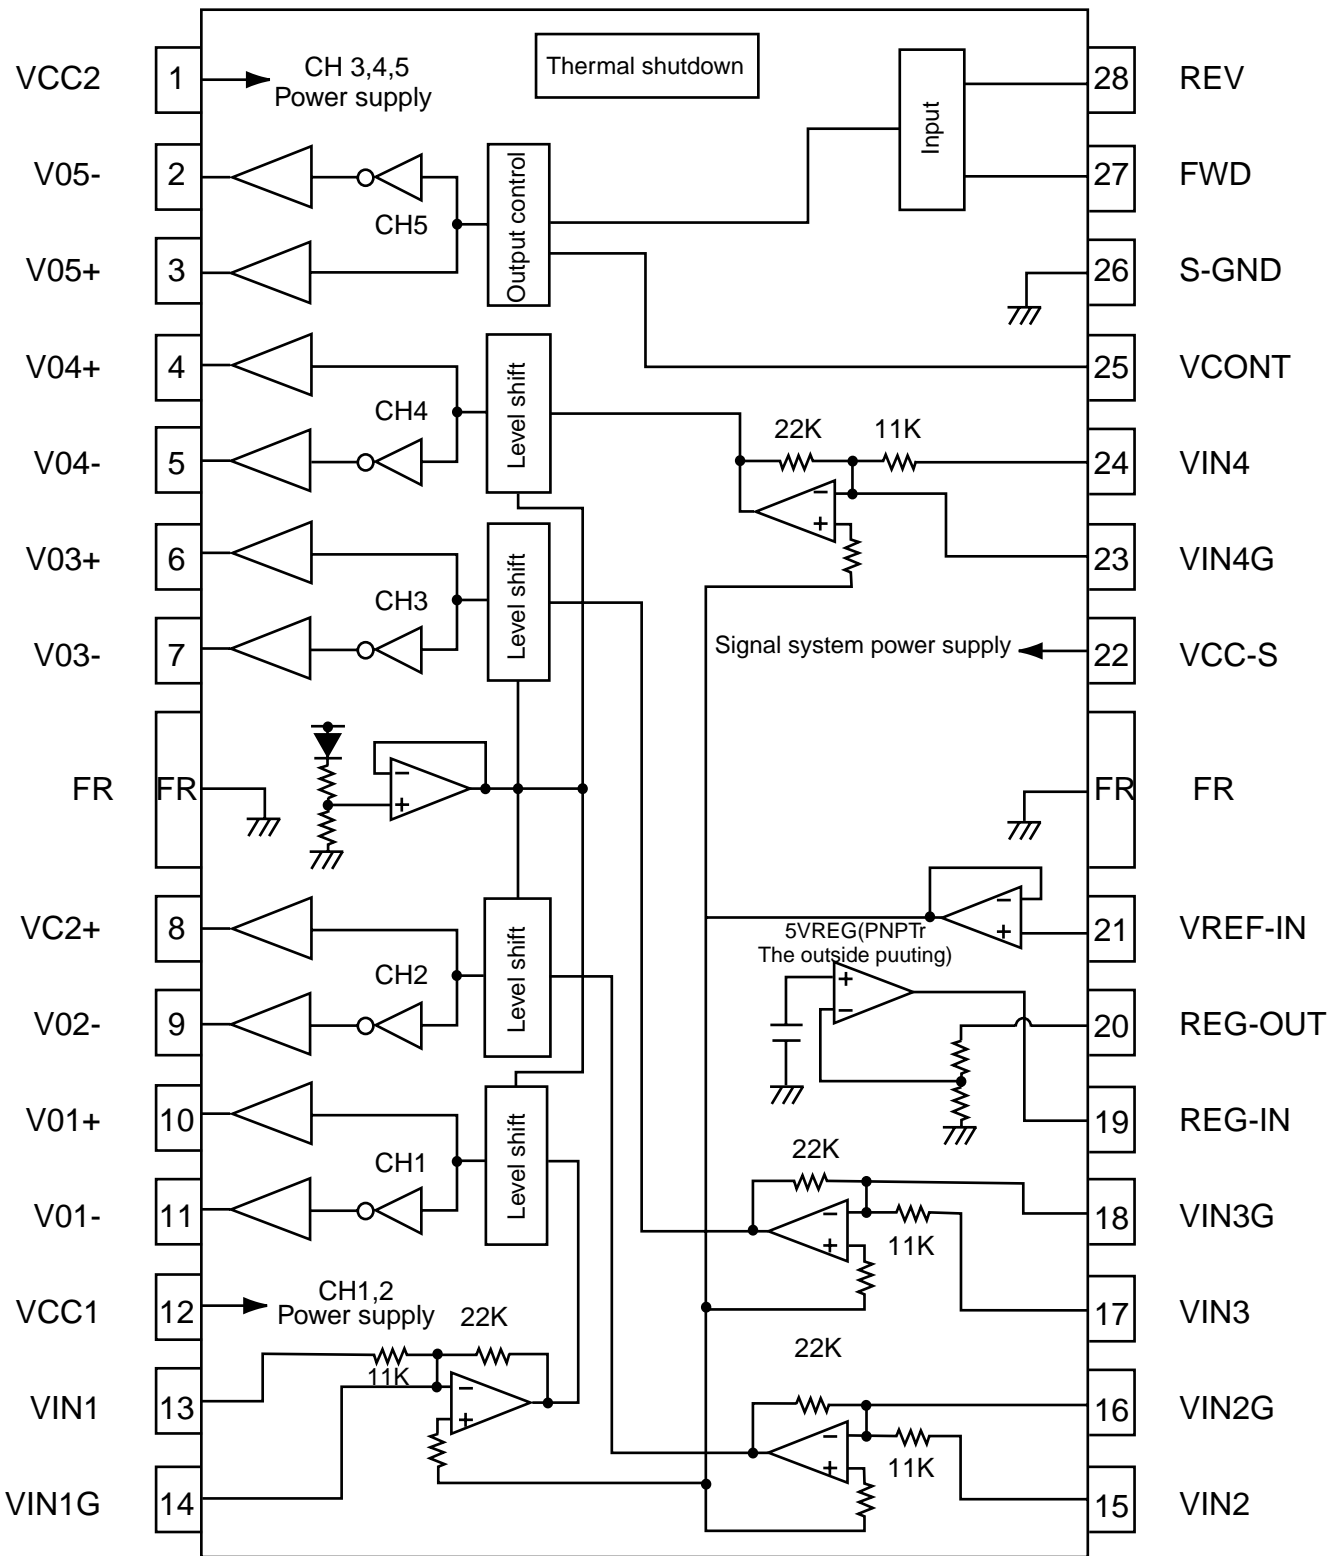 VCC2 1 CH 3,4,5 Thermal shutdown 28 REV
Power supply
Input
V05- 2 Output control 27 FWD
CH5
V05+ 3 26 S-GND
V04+ 4 Level shift 25 VCONT
CH4 22K 11K
V04- 5 − 24 VIN4
+
V03+ 6 Level shift 23 VIN4G
CH3
V03- 7 Signal system power supply 22 VCC-S
−
FR FR + FR FR
VC2+ 8 Level shift − 21 VREF-IN
5VREG(PNPTr +
The outside puuting)
CH2 +
V02- 9 − 20 REG-OUT
V01+ 10 Level shift 19 REG-IN
22K
CH1
V01- 11 − 18 VIN3G
+ 11K
CH1,2
VCC1 12 Power supply 22K 17 VIN3
22K
11K
VIN1 13 − 16 VIN2G
+ −
+ 11K
VIN1G 14 15 VIN2